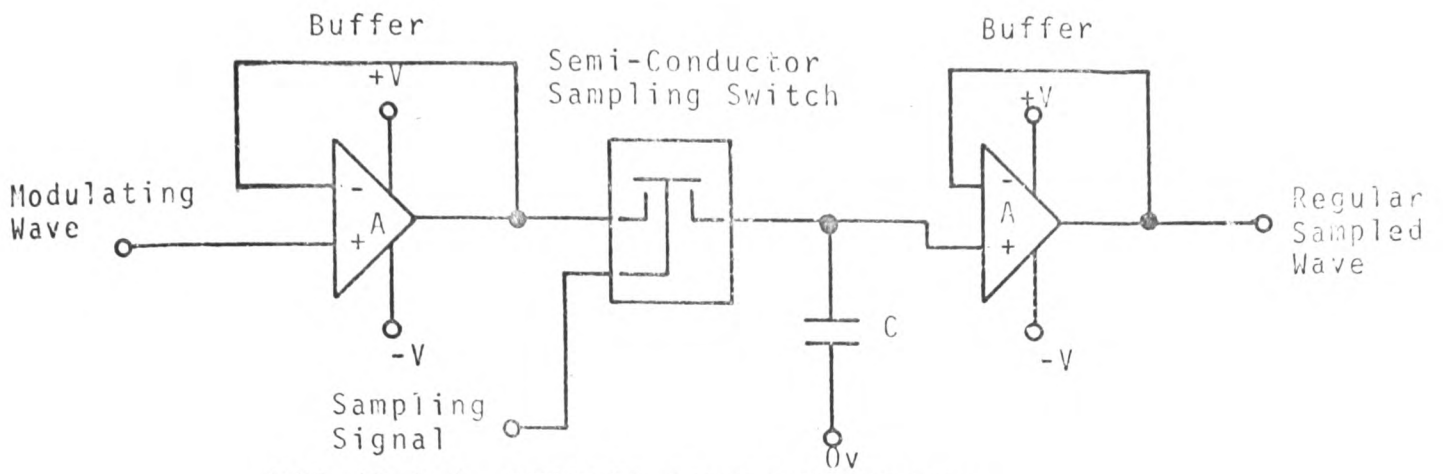 Buffer
Buffer
Semi-Conductor
Sampling Switch
+V
+V
Modulating
Wave
-
A
+
-
A
+
Regular
Sampled
Wave
-V
C
-V
Sampling
Signal
0v